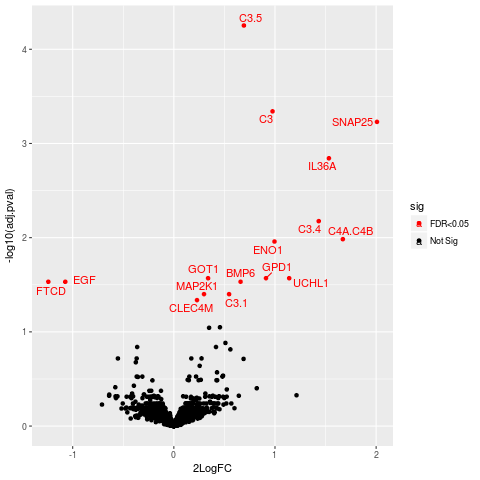 C3.5
4
C3
SNAP25
3
IL36A
C3.4
C4A,C4B
2
ENO1
GOT1
BMP6
GPD1
FTCD
EGF
MAP2K1
UCHL1
CLEC4M
C3.1
1
0
-1
0
1
2
2LogFC
-log10(adj,pval)
sig
FDR<0.05
Not Sig